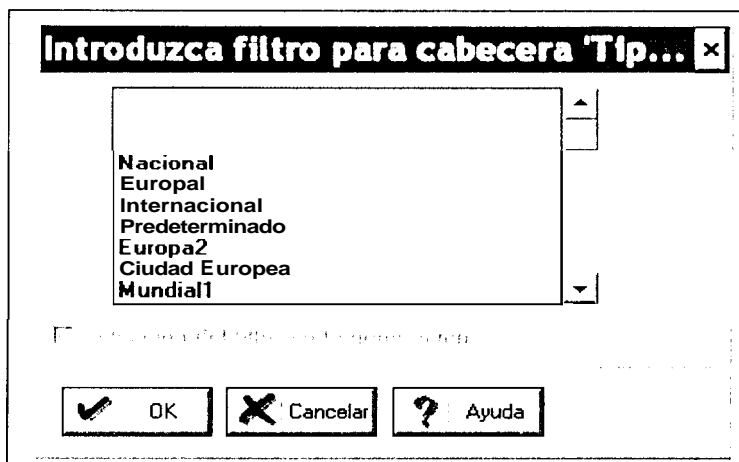 Introduzca filtro para cabecera 'Tip...
Nacional
Europal
Internacional
Predeterminado
Europa2
Ciudad Europea
Mundial1
OK
Cancelar
Ayuda